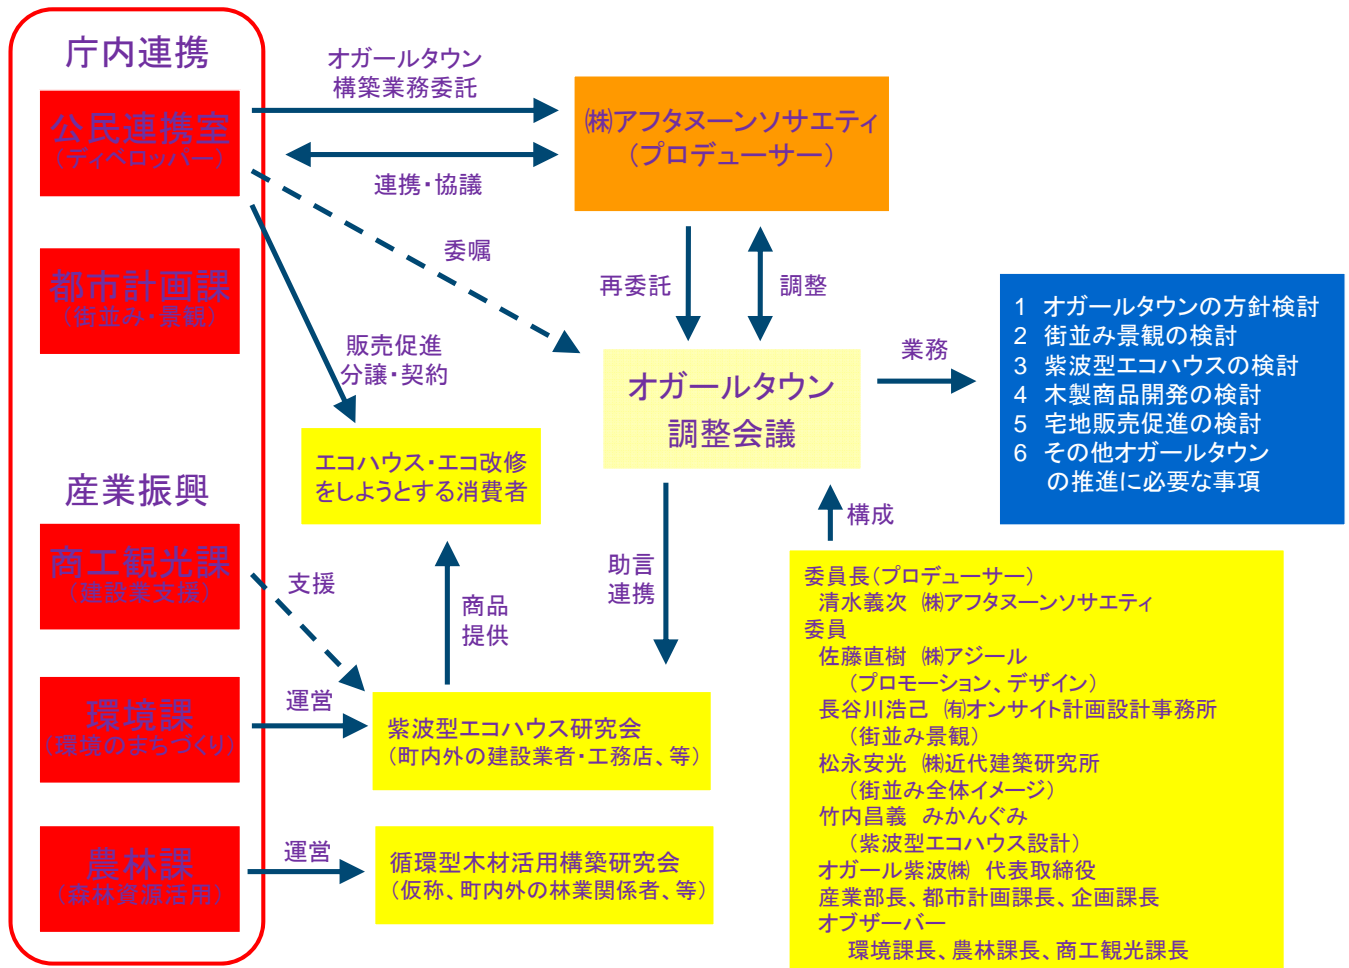 庁内連携
公民連携室
(ディベロッパー)
都市計画課
(街並み・景観)
産業振興
商工観光課
(建設業支援)
環境課
(環境のまちづくり)
農林課
(森林資源活用)
オガールタウン
構築業務委託
連携・協議
委嘱
販売促進
分譲・契約
㈱アフタヌーンソサエティ
(プロデューサー)
再委託
調整
オガールタウン
調整会議
業務
1 オガールタウンの方針検討
2 街並み景観の検討
3 紫波型エコハウスの検討
4 木製商品開発の検討
5 宅地販売促進の検討
6 その他オガールタウン
の推進に必要な事項
エコハウス・エコ改修
をしようとする消費者
支援
商品
提供
助言
連携
構成
運営
紫波型エコハウス研究会
(町内外の建設業者・工務店、等)
運営
循環型木材活用構築研究会
(仮称、町内外の林業関係者、等)
委員長(プロデューサー)
清水義次 ㈱アフタヌーンソサエティ
委員
佐藤直樹 ㈱アジール
(プロモーション、デザイン)
長谷川浩己 ㈲オンサイト計画設計事務所
(街並み景観)
松永安光 ㈱近代建築研究所
(街並み全体イメージ)
竹内昌義 みかんぐみ
(紫波型エコハウス設計)
オガール紫波㈱ 代表取締役
産業部長、都市計画課長、企画課長
オブザーバー
環境課長、農林課長、商工観光課長